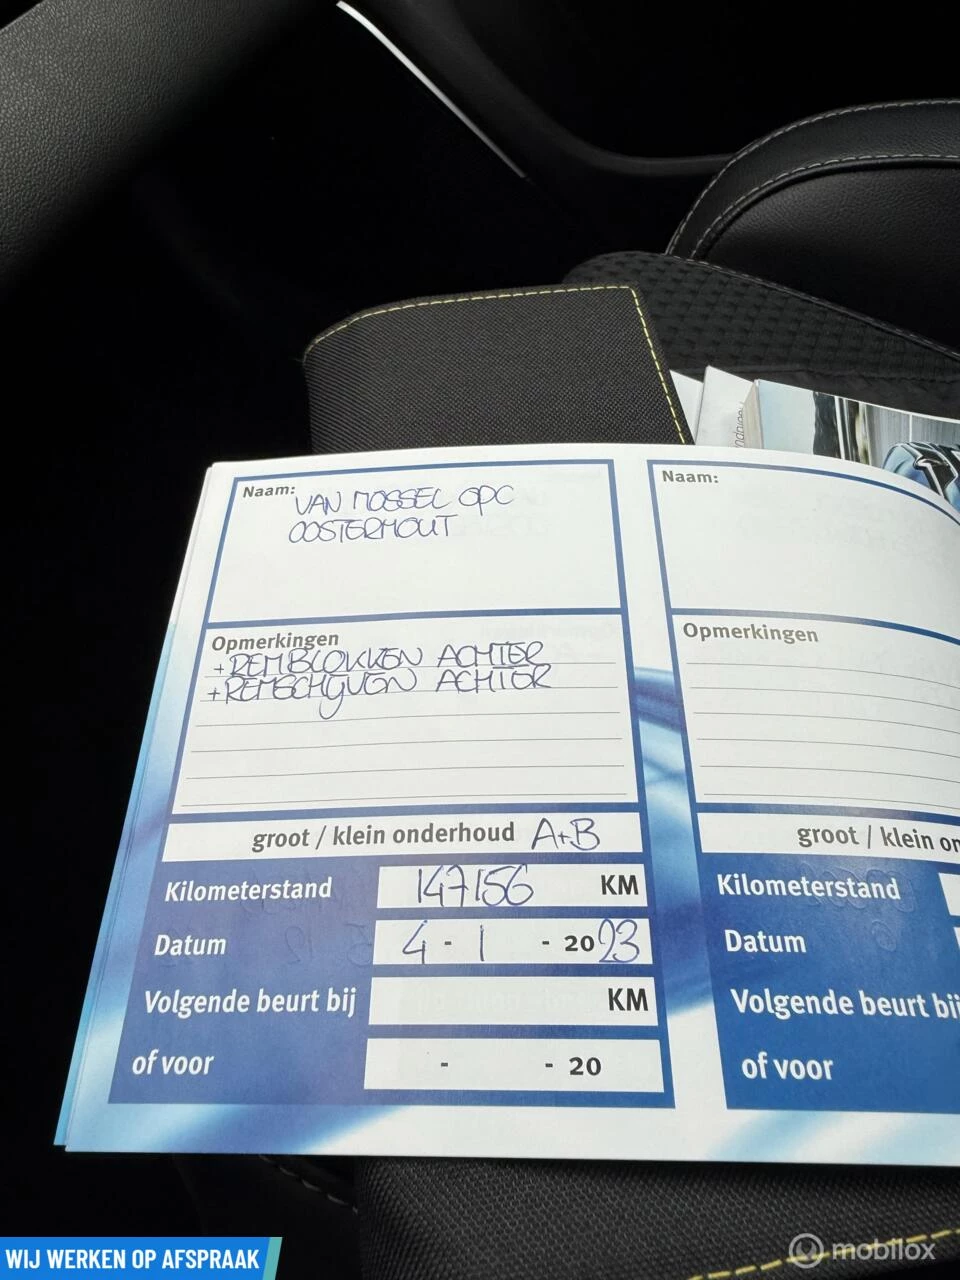 Naam:
VAN MOSSEL OPC
OOSTERHOUT
Opmerkingen
+ REMBLOKKEN ACHTER
+ REMSCHIJVEN ACHTER
groot / klein onderhoud A+B
Kilometerstand 147156 KM
Datum 4 - 1 - 2023
Volgende beurt bij KM
of voor - - 20
Naam:
Opmerkingen
groot / klein on
Kilometerstand
Datum
Volgende beurt bij
of voor
WIJ WERKEN OP AFSPRAAK
mobilox